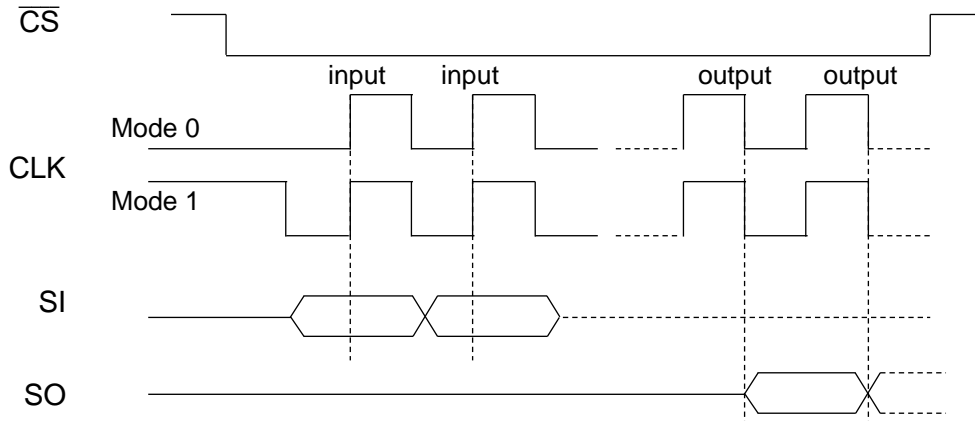 CS
input input output output
Mode 0
CLK
Mode 1
SI
SO